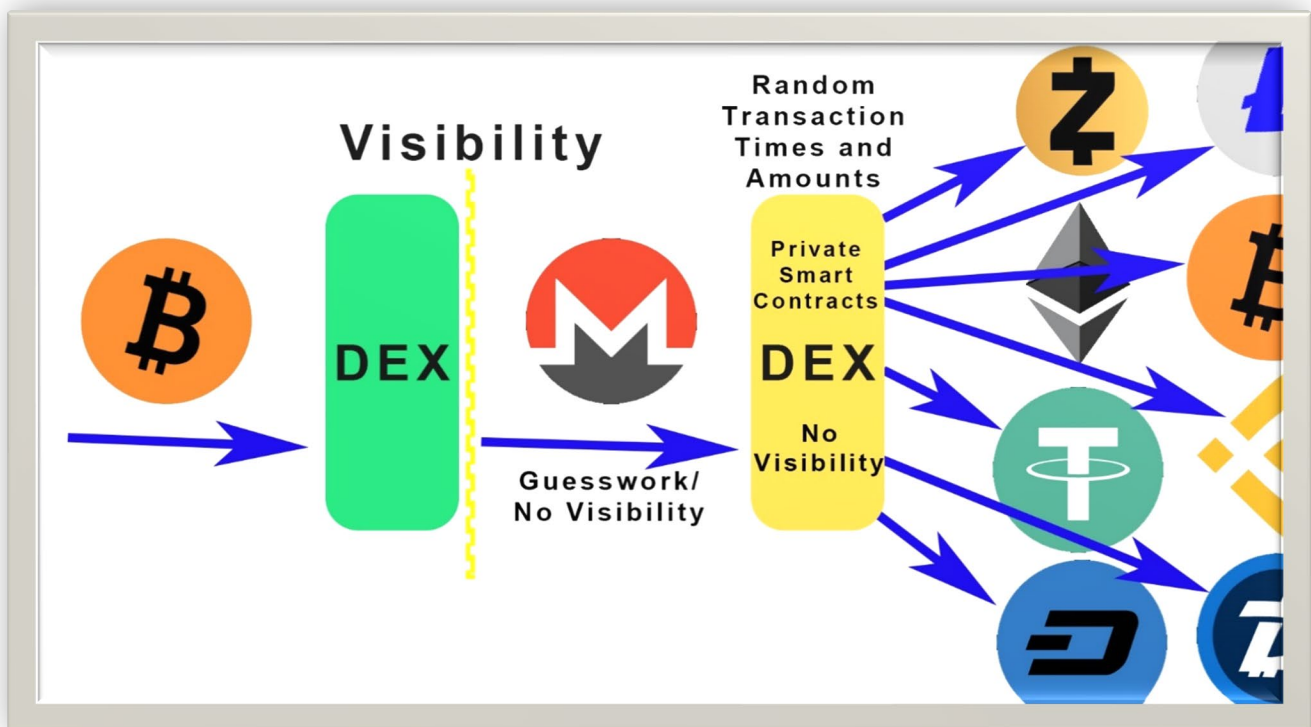 Visibility
DEX
Guesswork/
No Visibility
Random
Transaction
Times and
Amounts
Private
Smart
Contracts
DEX
No
Visibility